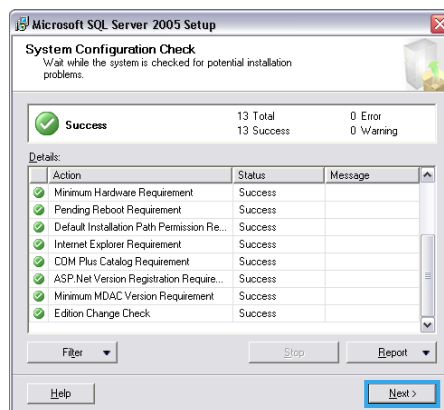 Microsoft SQL Server 2005 Setup
System Configuration Check
Wait while the system is checked for potential installation
problems.
Success 13 Total 0 Error
13 Success 0 Warning
Details:
Action Status Message
Minimum Hardware Requirement Success
Pending Reboot Requirement Success
Default Installation Path Permission Re... Success
Internet Explorer Requirement Success
COM Plus Catalog Requirement Success
ASP.Net Version Registration Require... Success
Minimum MDAC Version Requirement Success
Edition Change Check Success
Filter Stop Report
Help Next >